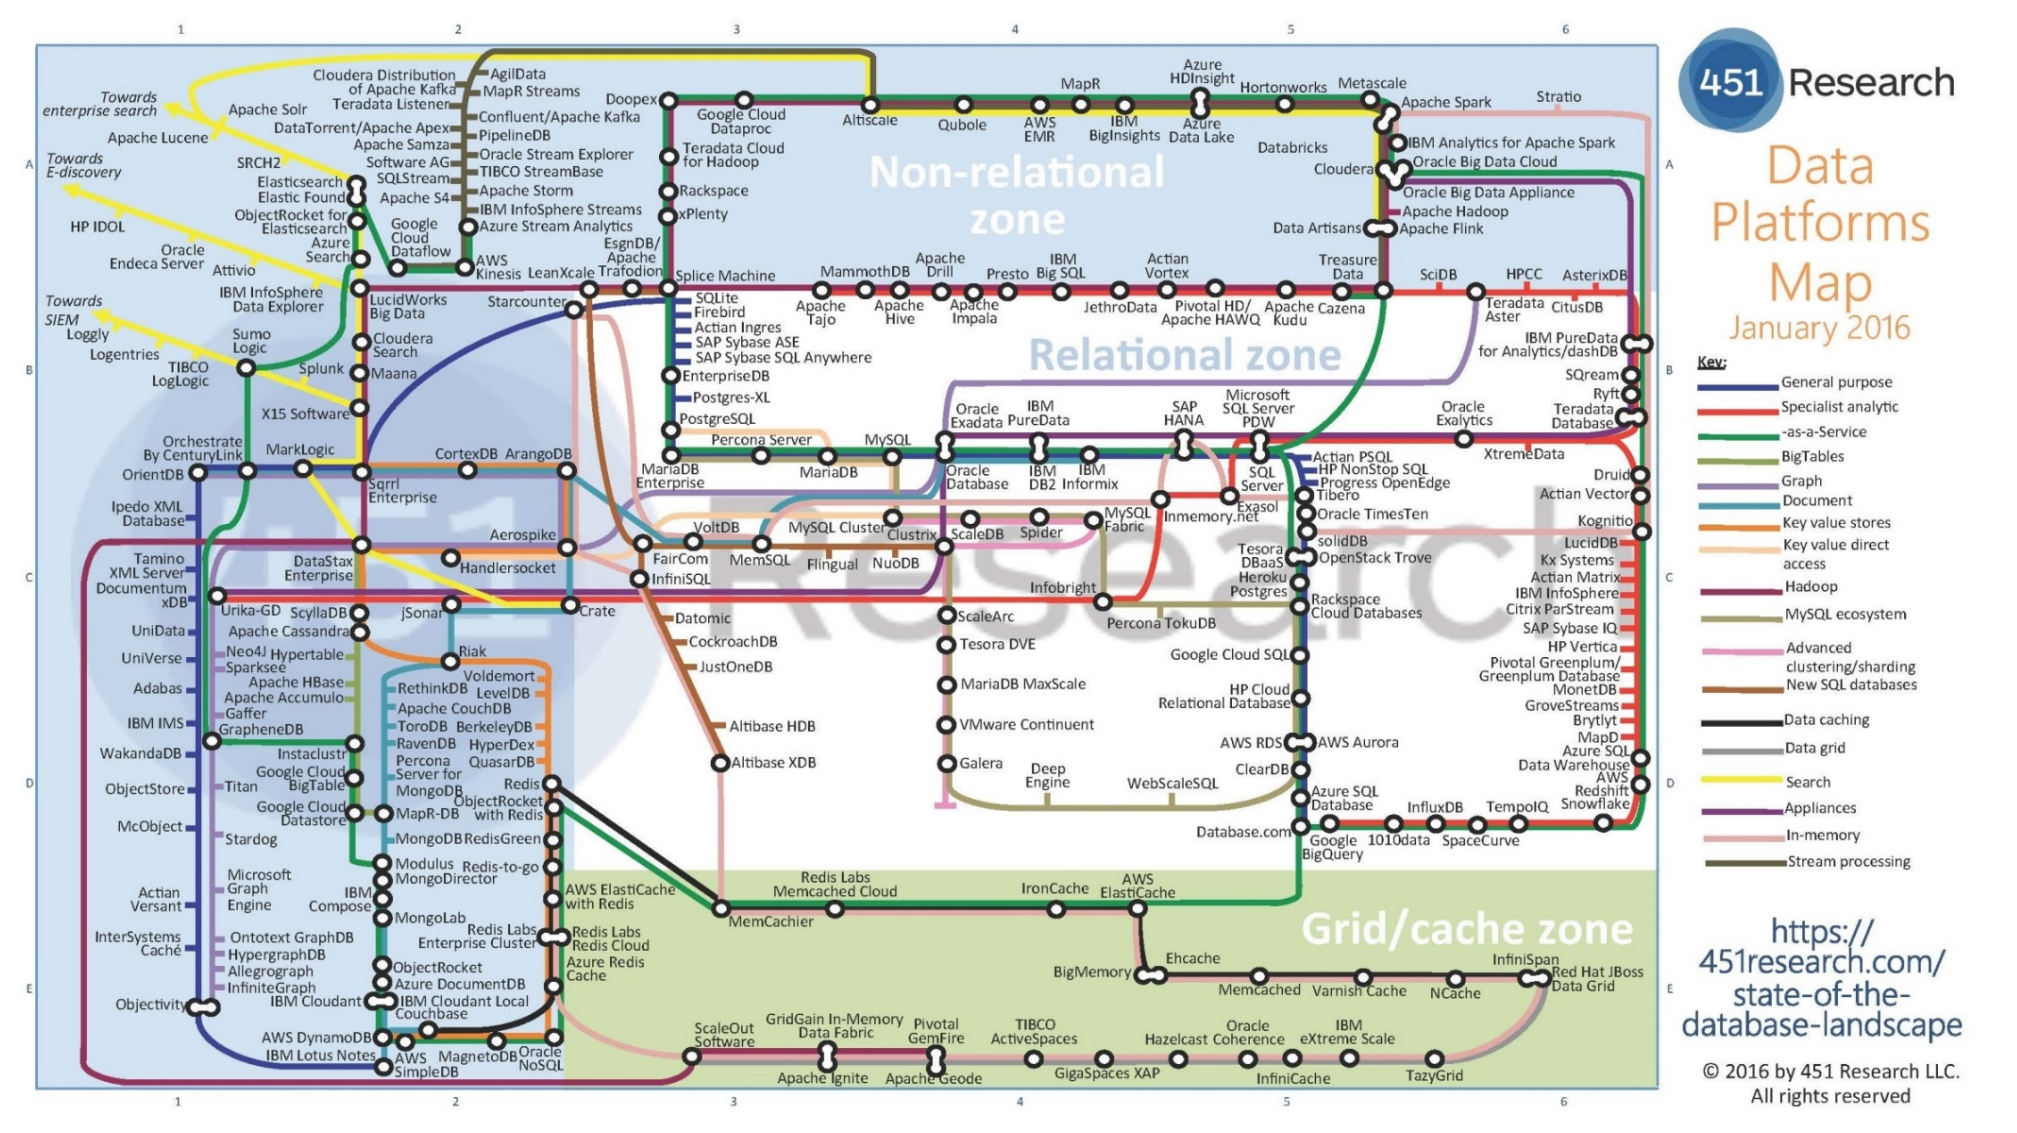 1 2 3 4 5 6
Cloudera Distribution
of Apache Kafka
Teradata Listener
DataTorrent/Apache Apex
Apache Samza
Software AG
SQLStream
Apache S4
AgilData
MapR Streams
Confluent/Apache Kafka
PipelineDB
Oracle Stream Explorer
TIBCO StreamBase
Apache Storm
IBM InfoSphere Streams
Azure Stream Analytics
AWS
Kinesis
Google
Cloud
Dataflow
Towards
enterprise search
Apache Solr
Apache Lucene
SRCH2
Towards
E-discovery
Elasticsearch
Elastic Found
ObjectRocket for
Elasticsearch
Azure
Search
HP IDOL
Oracle
Endeca Server
Attivio
IBM InfoSphere
Data Explorer
Towards
SIEM
Loggly
Logentries
Sumo
Logic
TIBCO
LogLogic
Splunk
X15 Software
LucidWorks
Big Data
Cloudera
Search
Maana
A
B
C
D
E
Doopex
Google Cloud
Dataproc
Altiscale
Qubole
AWS
EMR
MapR
IBM
BigInsights
Azure
HDInsight
Azure
Data Lake
Hortonworks
Metascale
Apache Spark
Stratio
Teradata Cloud
for Hadoop
Rackspace
xPlenty
Non-relational
zone
Databricks
Cloudera
IBM Analytics for Apache Spark
Oracle Big Data Cloud
Oracle Big Data Appliance
Apache Hadoop
Data Artisans
Apache Flink
EsgnDB/
Apache
Trafodion
LeanXcale
Starcounter
Splice Machine
MammothDB
Apache
Tajo
Apache
Hive
Apache
Drill
Apache
Impala
Presto
IBM
Big SQL
JethroData
Actian
Vortex
Pivotal HD/
Apache HAWQ
Apache
Kudu
Treasure
Data
Cazena
SciDB
Teradata
Aster
HPCC
AsterixDB
CitusDB
SQLite
Firebird
Actian Ingres
SAP Sybase ASE
SAP Sybase SQL Anywhere
EnterpriseDB
Postgres-XL
PostgreSQL
Relational zone
IBM PureData
for Analytics/dashDB
SQream
Ryft
Teradata
Database
Oracle
Exadata
IBM
PureData
SAP
HANA
Microsoft
SQL Server
PDW
Oracle
Exalytics
XtremeData
Druid
Actian Vector
Kognitio
Orchestrate
By CenturyLink
MarkLogic
OrientDB
CortexDB
ArangoDB
Sqrrl
Enterprise
MariaDB
Enterprise
Percona Server
MariaDB
MySQL
Oracle
Database
IBM
DB2
IBM
Informix
SQL
Server
Actian PSQL
HP NonStop SQL
Progress OpenEdge
Tibero
Oracle TimesTen
solidDB
OpenStack Trove
Tesora
DBaaS
Heroku
Postgres
Rackspace
Cloud Databases
Inmemory.net
Exasol
Ipedo XML
Database
Tamino
XML Server
Documentum
xDB
UniData
UniVerse
Adabas
IBM IMS
WakandaDB
ObjectStore
McObject
Actian
Versant
InterSystems
Caché
Objectivity
Aerospike
DataStax
Enterprise
Handlersocket
FairCom
InfiniSQL
VoltDB
MemSQL
MySQL Cluster
Flingual
NuoDB
Clustrix
ScaleDB
Spider
MySQL
Fabric
Infobright
Percona TokuDB
451
Research
Urika-GD
ScyllaDB
Apache Cassandra
jSonar
Crate
Riak
Neo4J
Sparksee
Hypertable
Apache HBase
Apache Accumulo
Gaffer
GrapheneDB
Instaclustr
Google Cloud
BigTable
Google Cloud
Datastore
Titan
Stardog
Microsoft
Graph
Engine
Ontotext GraphDB
HypergraphDB
Allegrograph
InfiniteGraph
RethinkDB
Apache CouchDB
ToroDB
RavenDB
Percona
Server for
MongoDB
MapR-DB
MongoDB
Modulus
MongoDirector
IBM
Compose
MongoLab
ObjectRocket
Azure DocumentDB
IBM Cloudant
IBM Cloudant Local
Couchbase
AWS DynamoDB
IBM Lotus Notes
AWS
SimpleDB
MagnetoDB
Oracle
NoSQL
Voldemort
LevelDB
BerkeleyDB
HyperDex
QuasarDB
Redis
ObjectRocket
with Redis
RedisGreen
Redis-to-go
AWS ElastiCache
with Redis
Redis Labs
Enterprise Cluster
Redis Labs
Redis Cloud
Azure Redis
Cache
Datomic
CockroachDB
JustOneDB
Altibase HDB
Altibase XDB
ScaleArc
Tesora DVE
MariaDB MaxScale
VMware Continuent
Galera
Deep
Engine
WebScaleSQL
Google Cloud SQL
HP Cloud
Relational Database
AWS RDS
AWS Aurora
ClearDB
Azure SQL
Database
Database.com
Google
BigQuery
1010data
InfluxDB
SpaceCurve
TempoIQ
LucidDB
Kx Systems
Actian Matrix
IBM InfoSphere
Citrix ParStream
SAP Sybase IQ
HP Vertica
Pivotal Greenplum/
Greenplum Database
MonetDB
GroveStreams
Brytlyt
MapD
Azure SQL
Data Warehouse
AWS
Redshift
Snowflake
MemCachier
Redis Labs
Memcached Cloud
IronCache
AWS
ElastiCache
Grid/cache zone
BigMemory
Ehcache
Memcached
Varnish Cache
NCache
InfiniSpan
Red Hat JBoss
Data Grid
ScaleOut
Software
GridGain In-Memory
Data Fabric
Apache Ignite
Pivotal
GemFire
Apache Geode
TIBCO
ActiveSpaces
GigaSpaces XAP
Hazelcast
Oracle
Coherence
InfiniCache
IBM
eXtreme Scale
TazyGrid
A
B
C
D
E
1 2 3 4 5 6
451 Research
Data
Platforms
Map
January 2016
Key:
General purpose
Specialist analytic
-as-a-Service
BigTables
Graph
Document
Key value stores
Key value direct
access
Hadoop
MySQL ecosystem
Advanced
clustering/sharding
New SQL databases
Data caching
Data grid
Search
Appliances
In-memory
Stream processing
https://
451research.com/
state-of-the-
database-landscape
© 2016 by 451 Research LLC.
All rights reserved